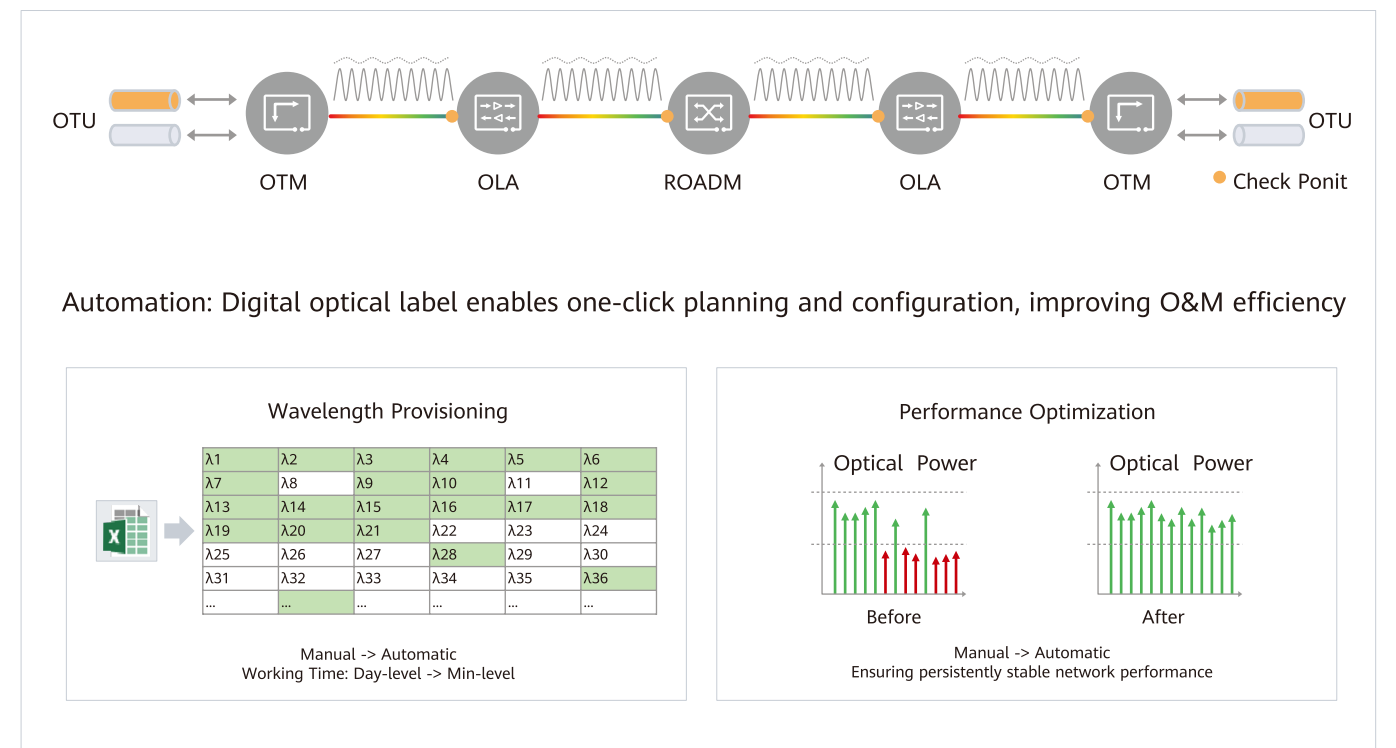 OTU
OTM
OLA
ROADM
OLA
OTM
OTU
Check Ponit
Automation: Digital optical label enables one-click planning and configuration, improving O&M efficiency
Wavelength Provisioning
λ1 λ2 λ3 λ4 λ5 λ6
λ7 λ8 λ9 λ10 λ11 λ12
λ13 λ14 λ15 λ16 λ17 λ18
λ19 λ20 λ21 λ22 λ23 λ24
λ25 λ26 λ27 λ28 λ29 λ30
λ31 λ32 λ33 λ34 λ35 λ36
... ... ... ... ... ...
X
Manual -> Automatic
Working Time: Day-level -> Min-level
Performance Optimization
Optical Power
Before
Optical Power
After
Manual -> Automatic
Ensuring persistently stable network performance